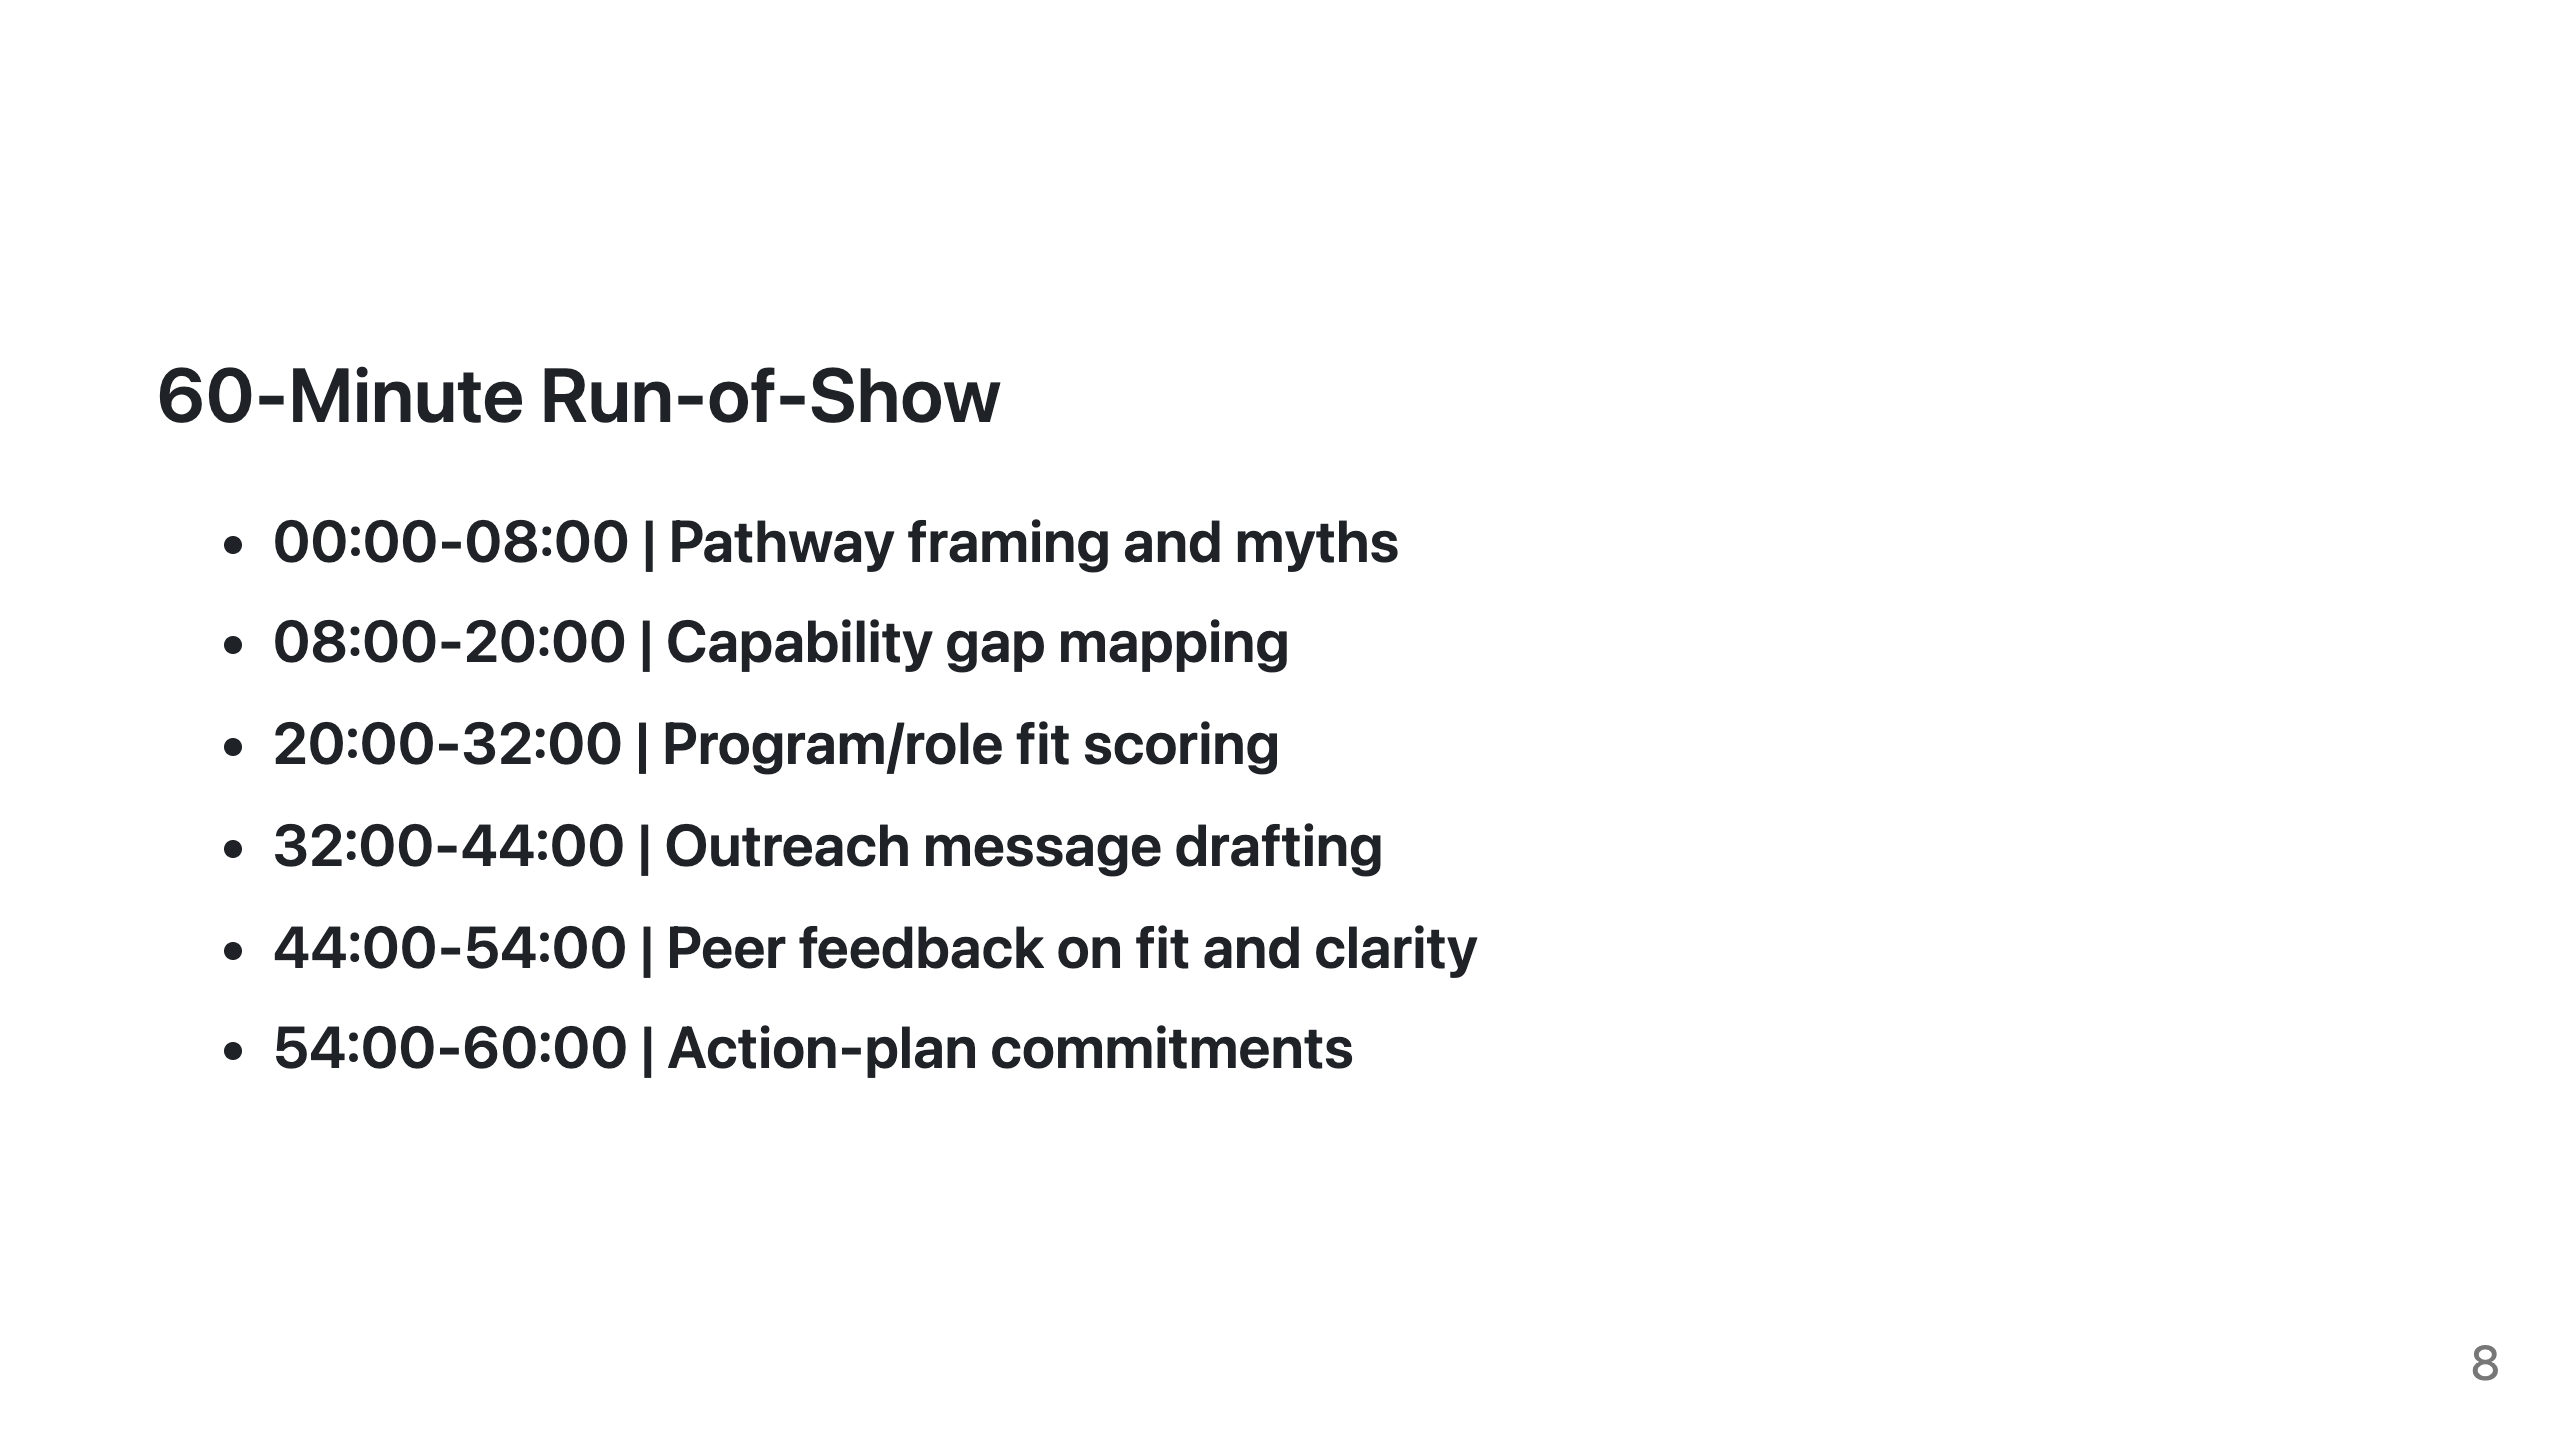 60-Minute Run-of-Show
• 00:00-08:00 | Pathway framing and myths
• 08:00-20:00 | Capability gap mapping
• 20:00-32:00 | Program/role fit scoring
• 32:00-44:00 | Outreach message drafting
• 44:00-54:00 | Peer feedback on fit and clarity
• 54:00-60:00 | Action-plan commitments
8